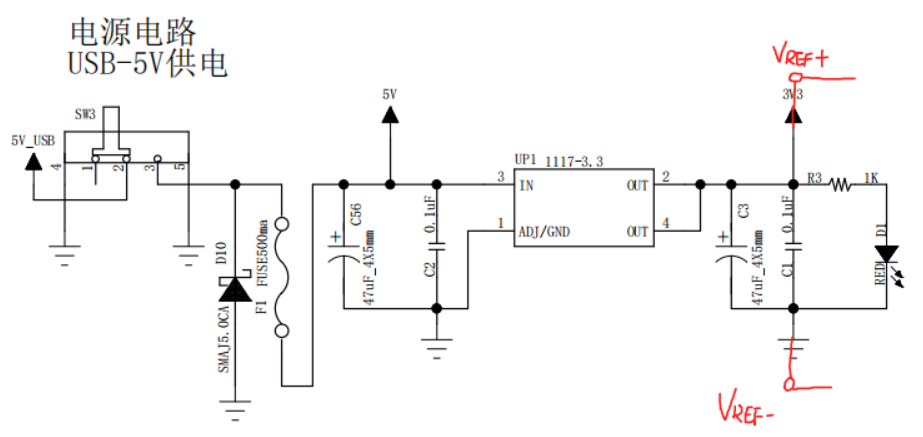 电源电路
USB-5V供电
VREF+
5V
3V3
SW3
5V_USB
4
1
2
3
5
UP1
1117-3.3
3
IN
OUT
2
1
ADJ/GND
OUT
4
R3
1K
C56
+
47uF_4X5mm
0.1uF
C2
C3
+
47uF_4X5mm
0.1uF
C1
D1
RED
D10
SMAJ5.0CA
FUSE500ma
F1
VREF-